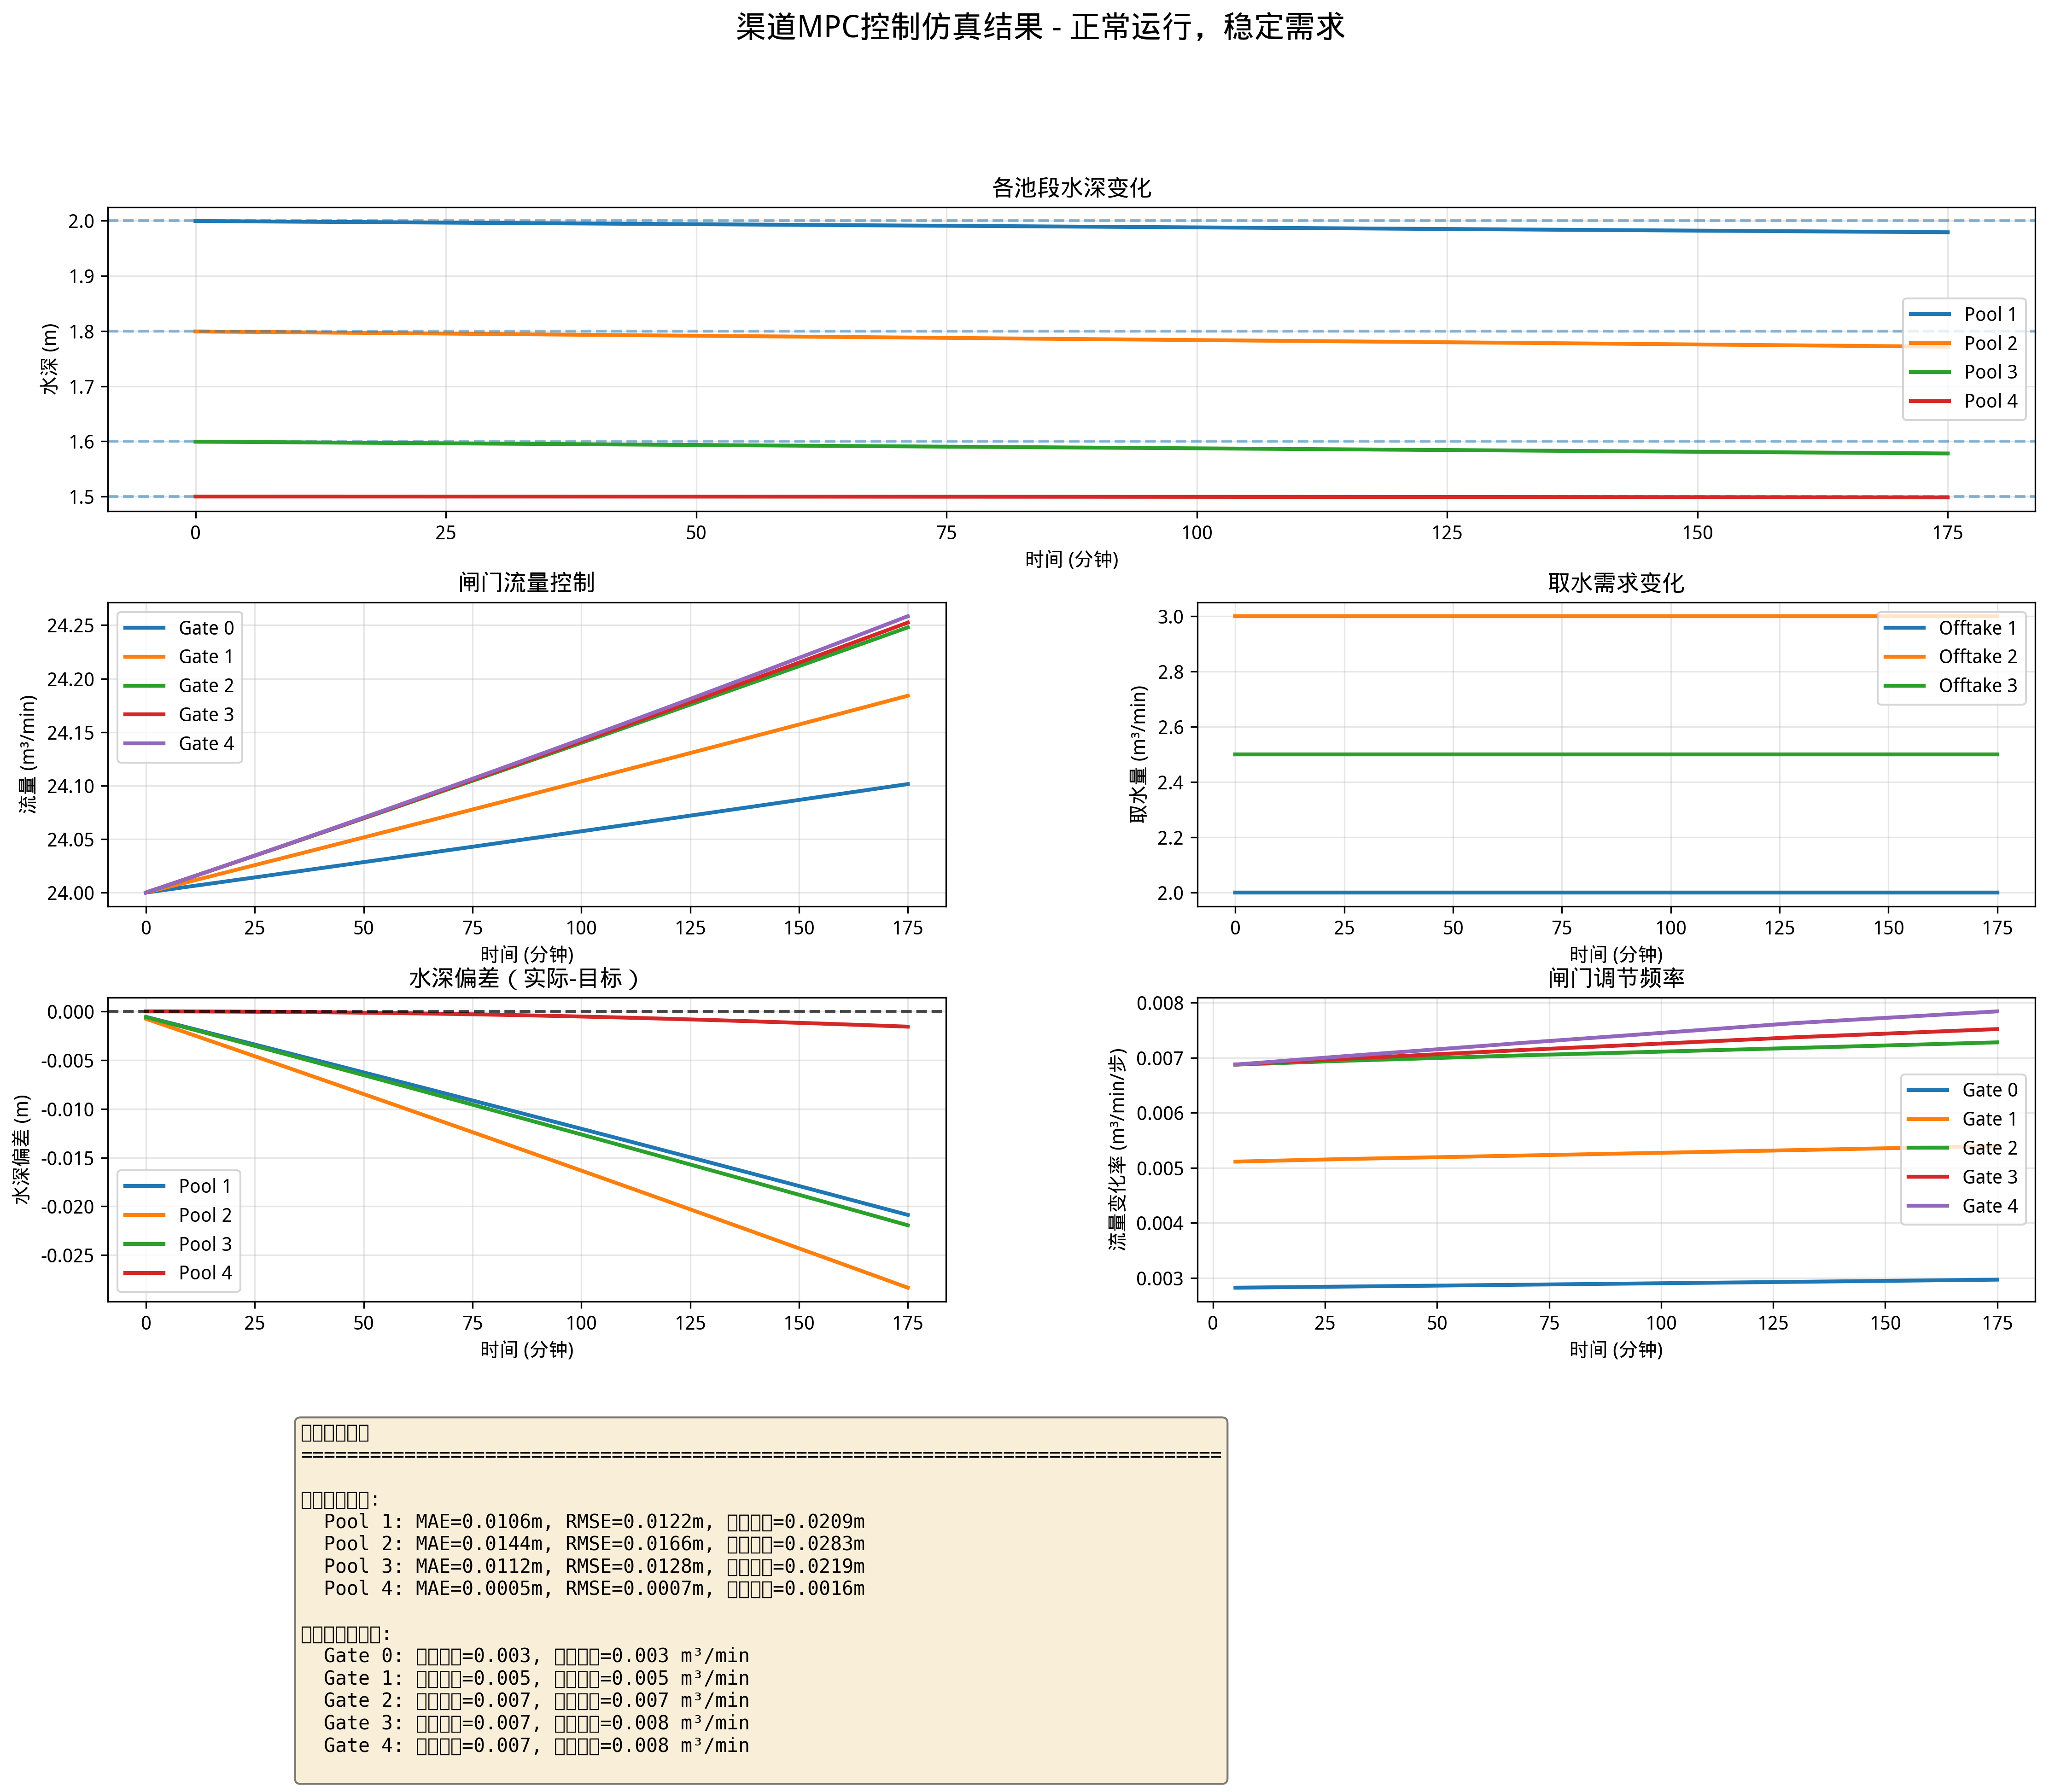 渠道MPC控制仿真结果 - 正常运行，稳定需求
各池段水深变化
水深 (m)
2.0
1.9
1.8
1.7
1.6
1.5
Pool 1
Pool 2
Pool 3
Pool 4
0 25 50 75 100 125 150 175
时间 (分钟)
闸门流量控制
流量 (m³/min)
24.25
24.20
24.15
24.10
24.05
24.00
Gate 0
Gate 1
Gate 2
Gate 3
Gate 4
0 25 50 75 100 125 150 175
时间 (分钟)
取水需求变化
取水量 (m³/min)
3.0
2.8
2.6
2.4
2.2
2.0
Offtake 1
Offtake 2
Offtake 3
0 25 50 75 100 125 150 175
时间 (分钟)
水深偏差（实际-目标）
水深偏差 (m)
0.000
-0.005
-0.010
-0.015
-0.020
-0.025
Pool 1
Pool 2
Pool 3
Pool 4
0 25 50 75 100 125 150 175
时间 (分钟)
闸门调节频率
流量变化率 (m³/min/步)
0.008
0.007
0.006
0.005
0.004
0.003
Gate 0
Gate 1
Gate 2
Gate 3
Gate 4
0 25 50 75 100 125 150 175
时间 (分钟)
================================================================================
Pool 1: MAE=0.0106m, RMSE=0.0122m, =0.0209m
Pool 2: MAE=0.0144m, RMSE=0.0166m, =0.0283m
Pool 3: MAE=0.0112m, RMSE=0.0128m, =0.0219m
Pool 4: MAE=0.0005m, RMSE=0.0007m, =0.0016m
Gate 0: =0.003, =0.003 m³/min
Gate 1: =0.005, =0.005 m³/min
Gate 2: =0.007, =0.007 m³/min
Gate 3: =0.007, =0.008 m³/min
Gate 4: =0.007, =0.008 m³/min